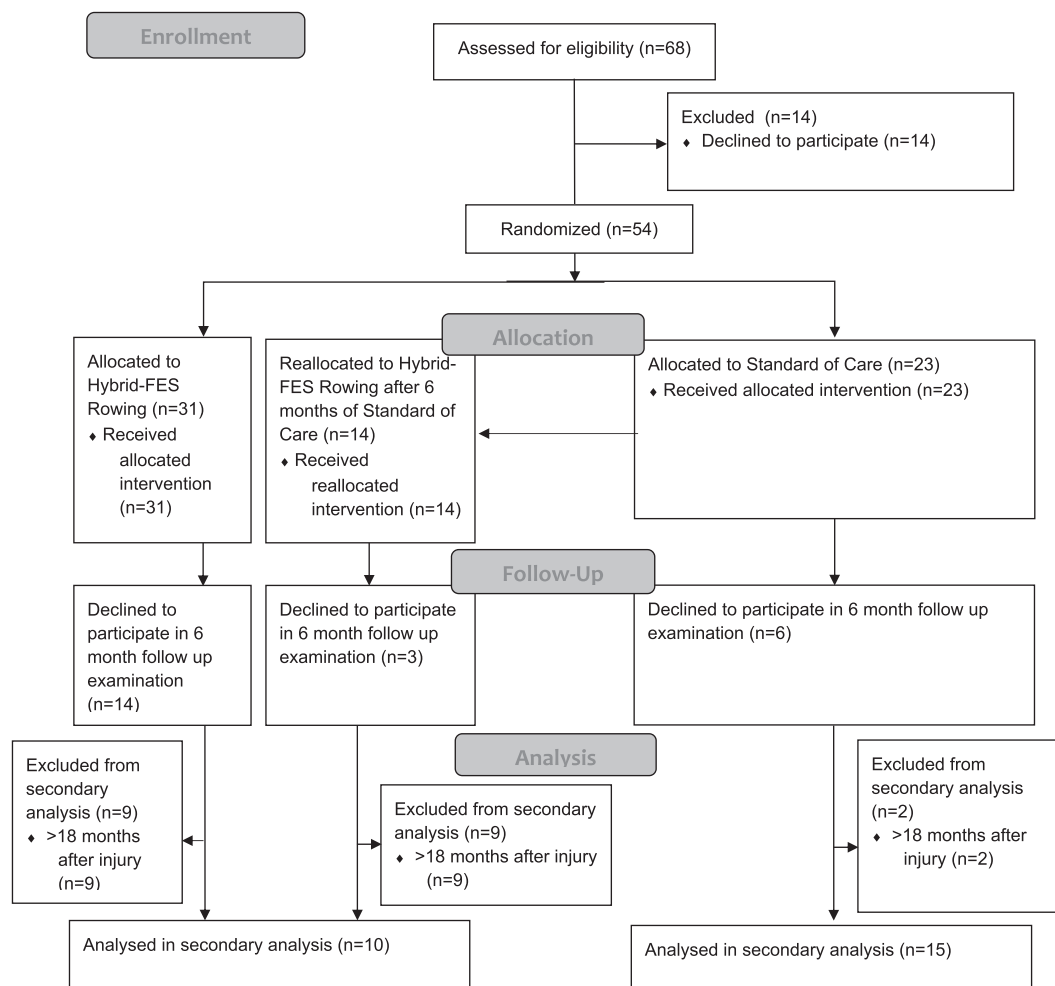 Enrollment
Assessed for eligibility (n=68)
Excluded (n=14)
♦ Declined to participate (n=14)
Randomized (n=54)
Allocation
Allocated to
Hybrid-FES
Rowing (n=31)
♦ Received
allocated
intervention
(n=31)
Reallocated to Hybrid-
FES Rowing after 6
months of Standard of
Care (n=14)
♦ Received
reallocated
intervention (n=14)
Allocated to Standard of Care (n=23)
♦ Received allocated intervention (n=23)
Follow-Up
Declined to
participate in 6
month follow up
examination
(n=14)
Declined to participate
in 6 month follow up
examination (n=3)
Declined to participate in 6 month follow up
examination (n=6)
Analysis
Excluded from
secondary
analysis (n=9)
♦ >18 months
after injury
(n=9)
Excluded from secondary
analysis (n=9)
♦ >18 months after injury
(n=9)
Excluded from
secondary analysis
(n=2)
♦ >18 months after
injury (n=2)
Analysed in secondary analysis (n=10)
Analysed in secondary analysis (n=15)